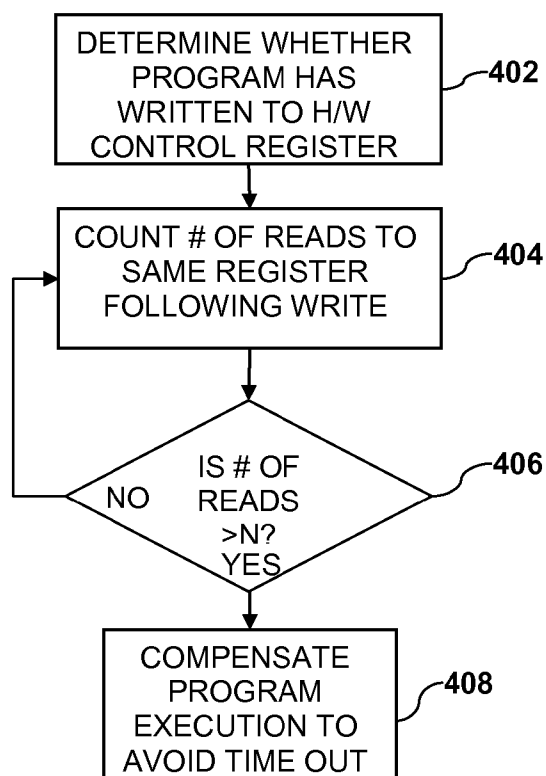 DETERMINE WHETHER
PROGRAM HAS
WRITTEN TO H/W
CONTROL REGISTER
402
COUNT # OF READS TO
SAME REGISTER
FOLLOWING WRITE
404
IS # OF
READS
>N?
NO
YES
406
COMPENSATE
PROGRAM
EXECUTION TO
AVOID TIME OUT
408